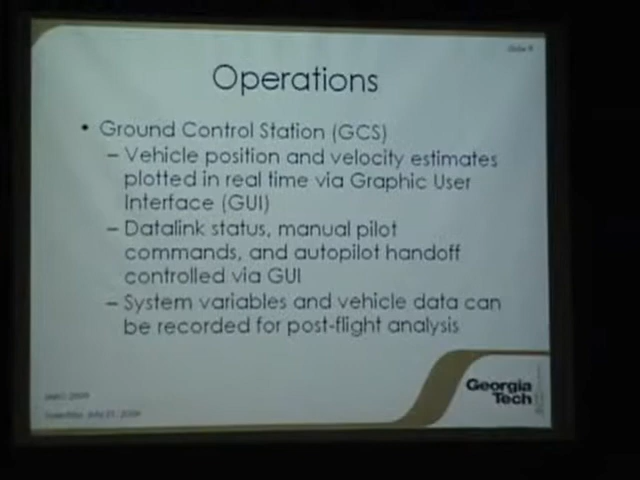 Operations
• Ground Control Station (GCS)
– Vehicle position and velocity estimates
plotted in real time via Graphic User
Interface (GUI)
– Datalink status, manual pilot
commands, and autopilot handoff
controlled via GUI
– System variables and vehicle data can
be recorded for post-flight analysis
Georgia
Tech